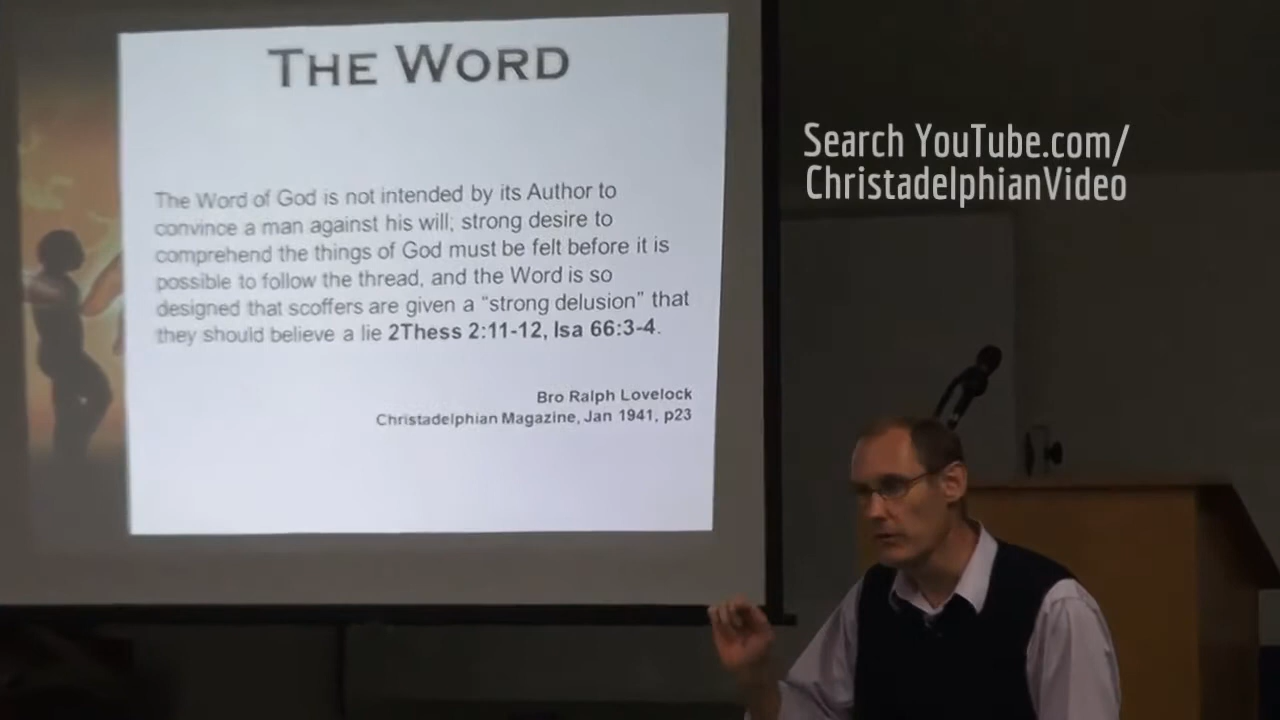 THE WORD
The Word of God is not intended by its Author to
convince a man against his will; strong desire to
comprehend the things of God must be felt before it is
possible to follow the thread, and the Word is so
designed that scoffers are given a “strong delusion” that
they should believe a lie 2Thess 2:11-12, Isa 66:3-4.
Bro Ralph Lovelock
Christadelphian Magazine, Jan 1941, p23
Search YouTube.com/
ChristadelphianVideo